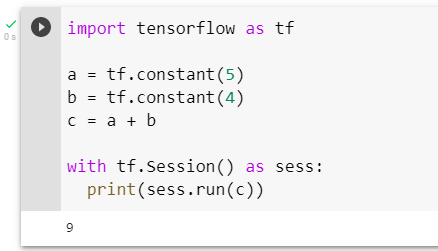 0s
import tensorflow as tf
a = tf.constant(5)
b = tf.constant(4)
c = a + b
with tf.Session() as sess:
  print(sess.run(c))
9